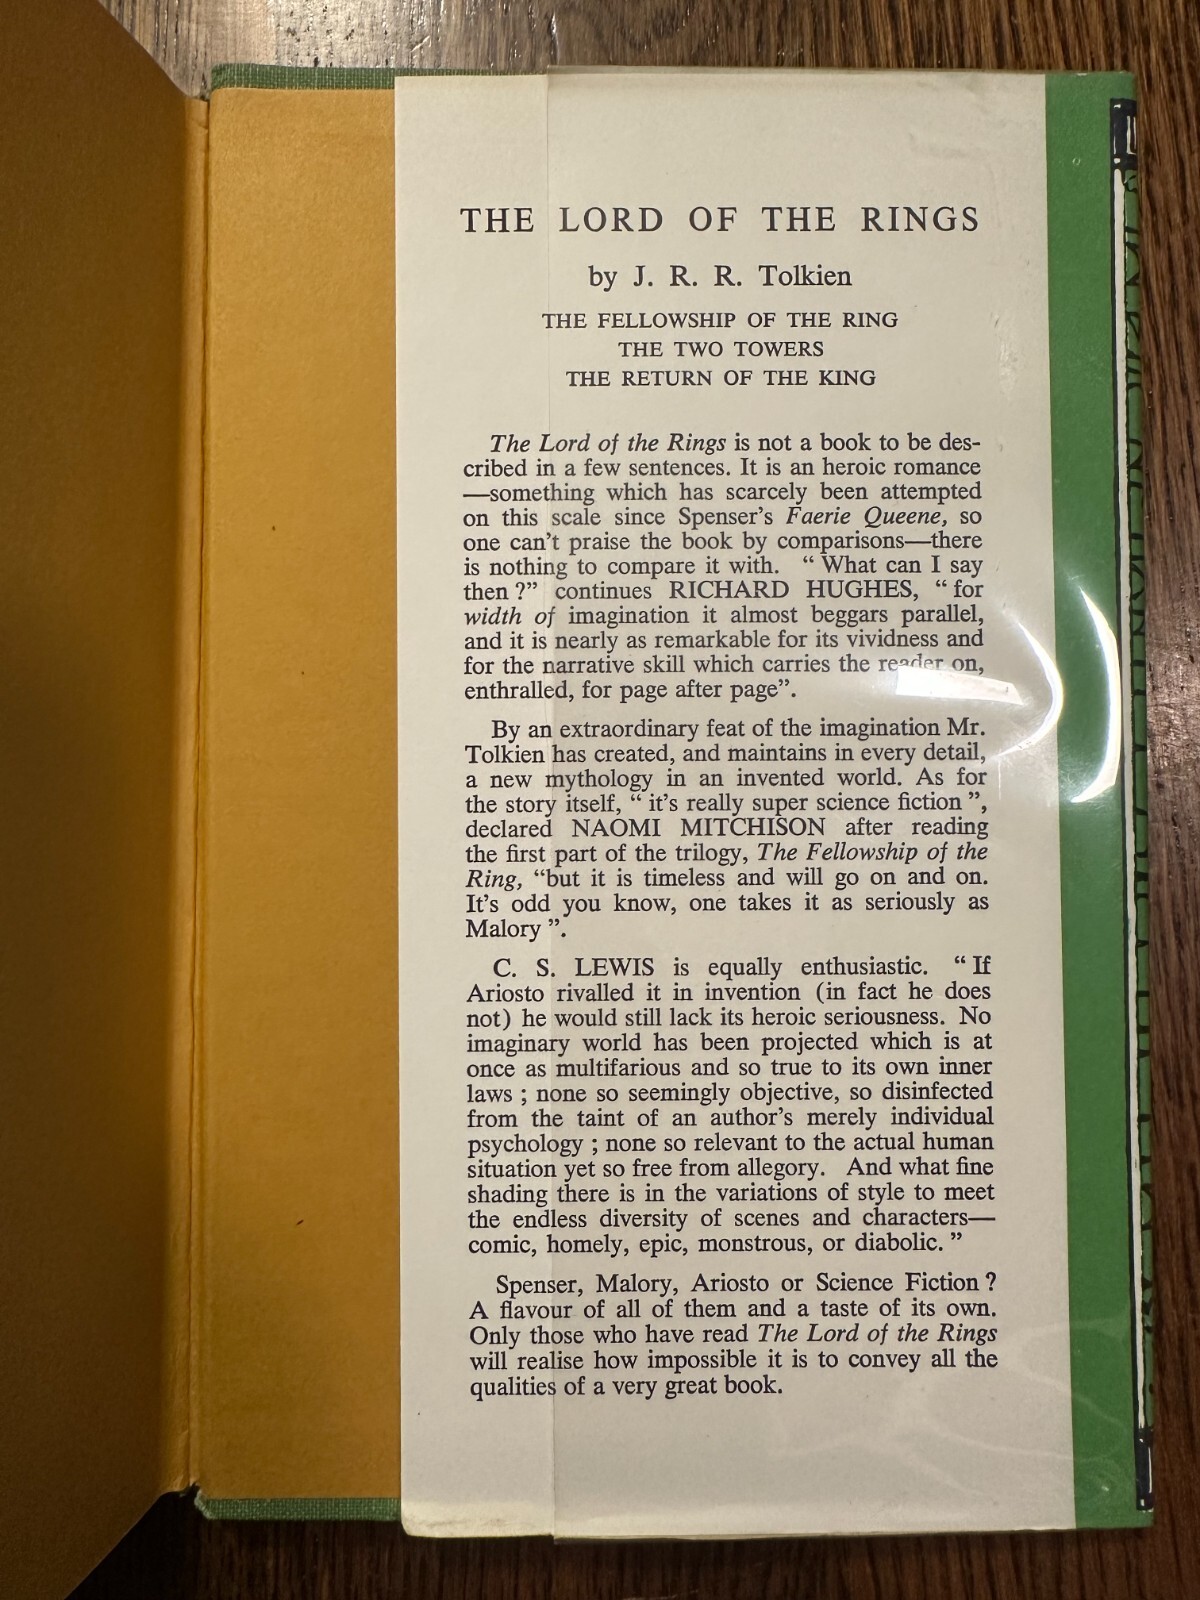 THE LORD OF THE RINGS
by J. R. R. Tolkien
THE FELLOWSHIP OF THE RING
THE TWO TOWERS
THE RETURN OF THE KING
The Lord of the Rings is not a book to be des-
cribed in a few sentences. It is an heroic romance
—something which has scarcely been attempted
on this scale since Spenser's Faerie Queene, so
one can't praise the book by comparisons—there
is nothing to compare it with. “ What can I say
then ?” continues RICHARD HUGHES, “ for
width of imagination it almost beggars parallel,
and it is nearly as remarkable for its vividness and
for the narrative skill which carries the reader on,
enthralled, for page after page”.
By an extraordinary feat of the imagination Mr.
Tolkien has created, and maintains in every detail,
a new mythology in an invented world. As for
the story itself, “ it's really super science fiction ”,
declared NAOMI MITCHISON after reading
the first part of the trilogy, The Fellowship of the
Ring, “but it is timeless and will go on and on.
It's odd you know, one takes it as seriously as
Malory ”.
C. S. LEWIS is equally enthusiastic. “ If
Ariosto rivalled it in invention (in fact he does
not) he would still lack its heroic seriousness. No
imaginary world has been projected which is at
once as multifarious and so true to its own inner
laws ; none so seemingly objective, so disinfected
from the taint of an author's merely individual
psychology ; none so relevant to the actual human
situation yet so free from allegory. And what fine
shading there is in the variations of style to meet
the endless diversity of scenes and characters—
comic, homely, epic, monstrous, or diabolic. ”
Spenser, Malory, Ariosto or Science Fiction ?
A flavour of all of them and a taste of its own.
Only those who have read The Lord of the Rings
will realise how impossible it is to convey all the
qualities of a very great book.